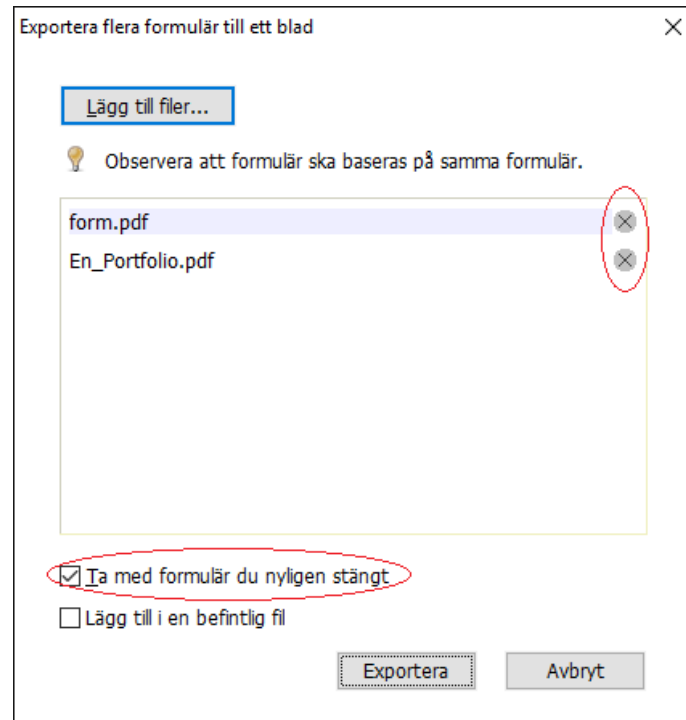 Exportera flera formulär till ett blad
Lägg till filer...
Observera att formulär ska baseras på samma formulär.
form.pdf
En_Portfolio.pdf
Ta med formulär du nyligen stängt
Lägg till i en befintlig fil
Exportera
Avbryt